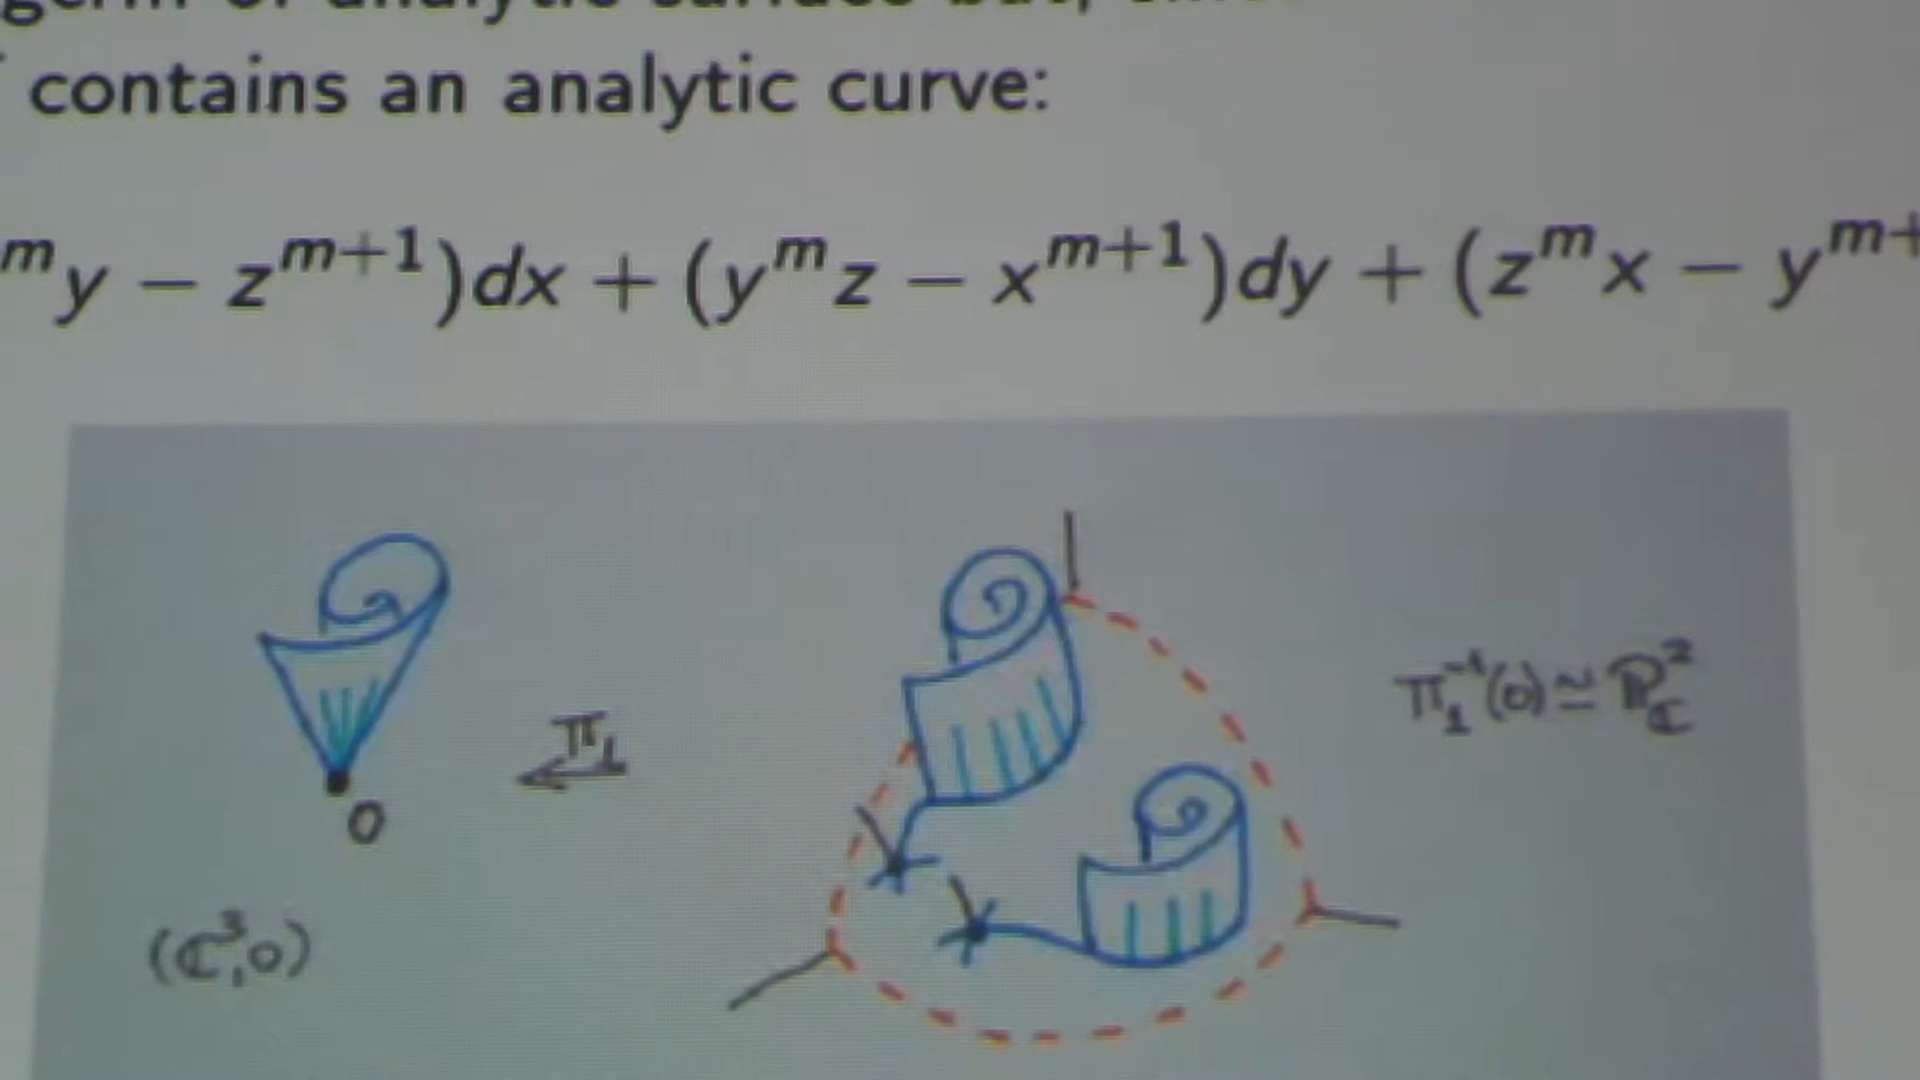 contains an analytic curve:
ᵐy − zᵐ⁺¹)dx + (yᵐz − xᵐ⁺¹)dy + (zᵐx − yᵐ⁺
π₁
π₁⁻¹(0) ≃ ℙ²_ℂ
0
(ℂ³,0)